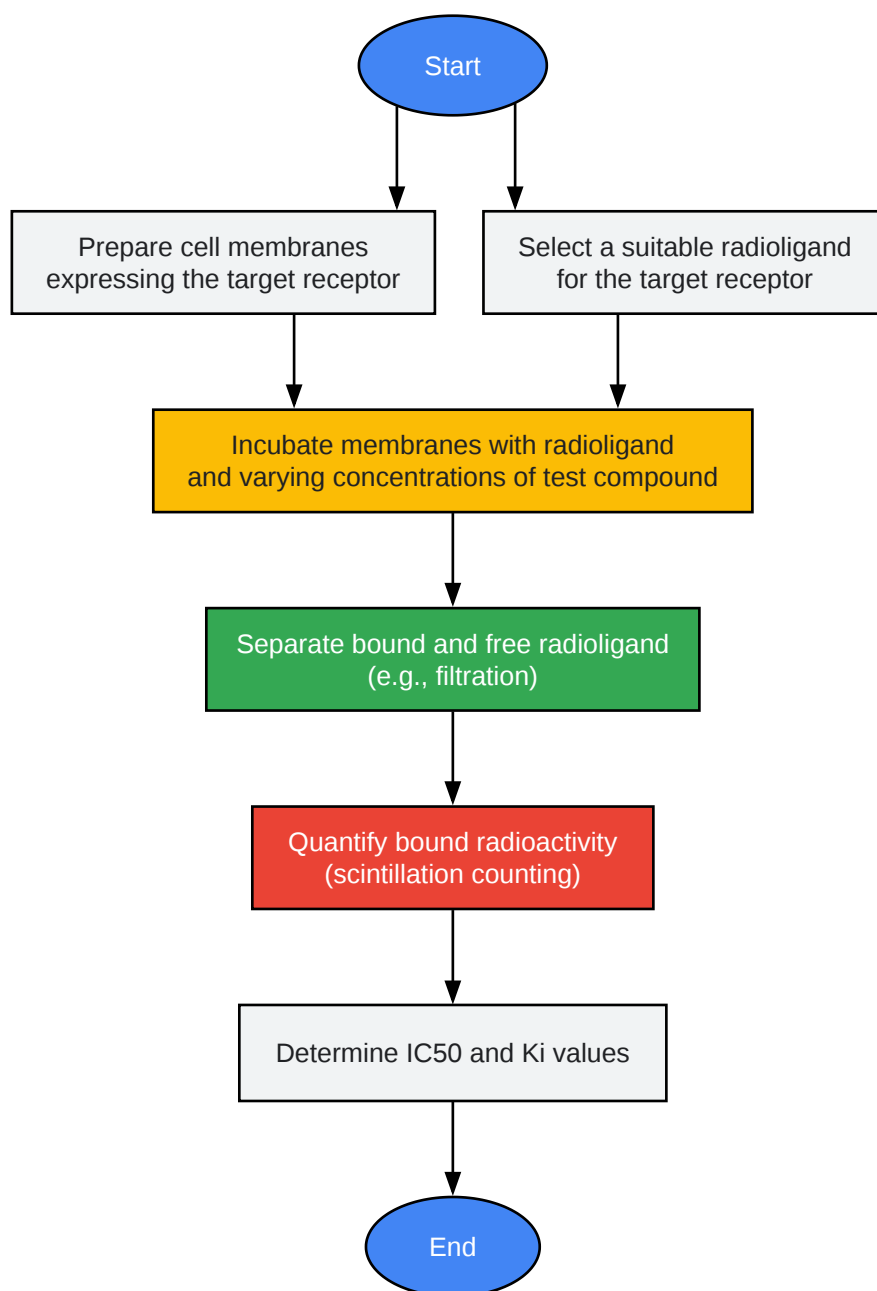 Start
Prepare cell membranes
expressing the target receptor
Select a suitable radioligand
for the target receptor
Incubate membranes with radioligand
and varying concentrations of test compound
Separate bound and free radioligand
(e.g., filtration)
Quantify bound radioactivity
(scintillation counting)
Determine IC50 and Ki values
End